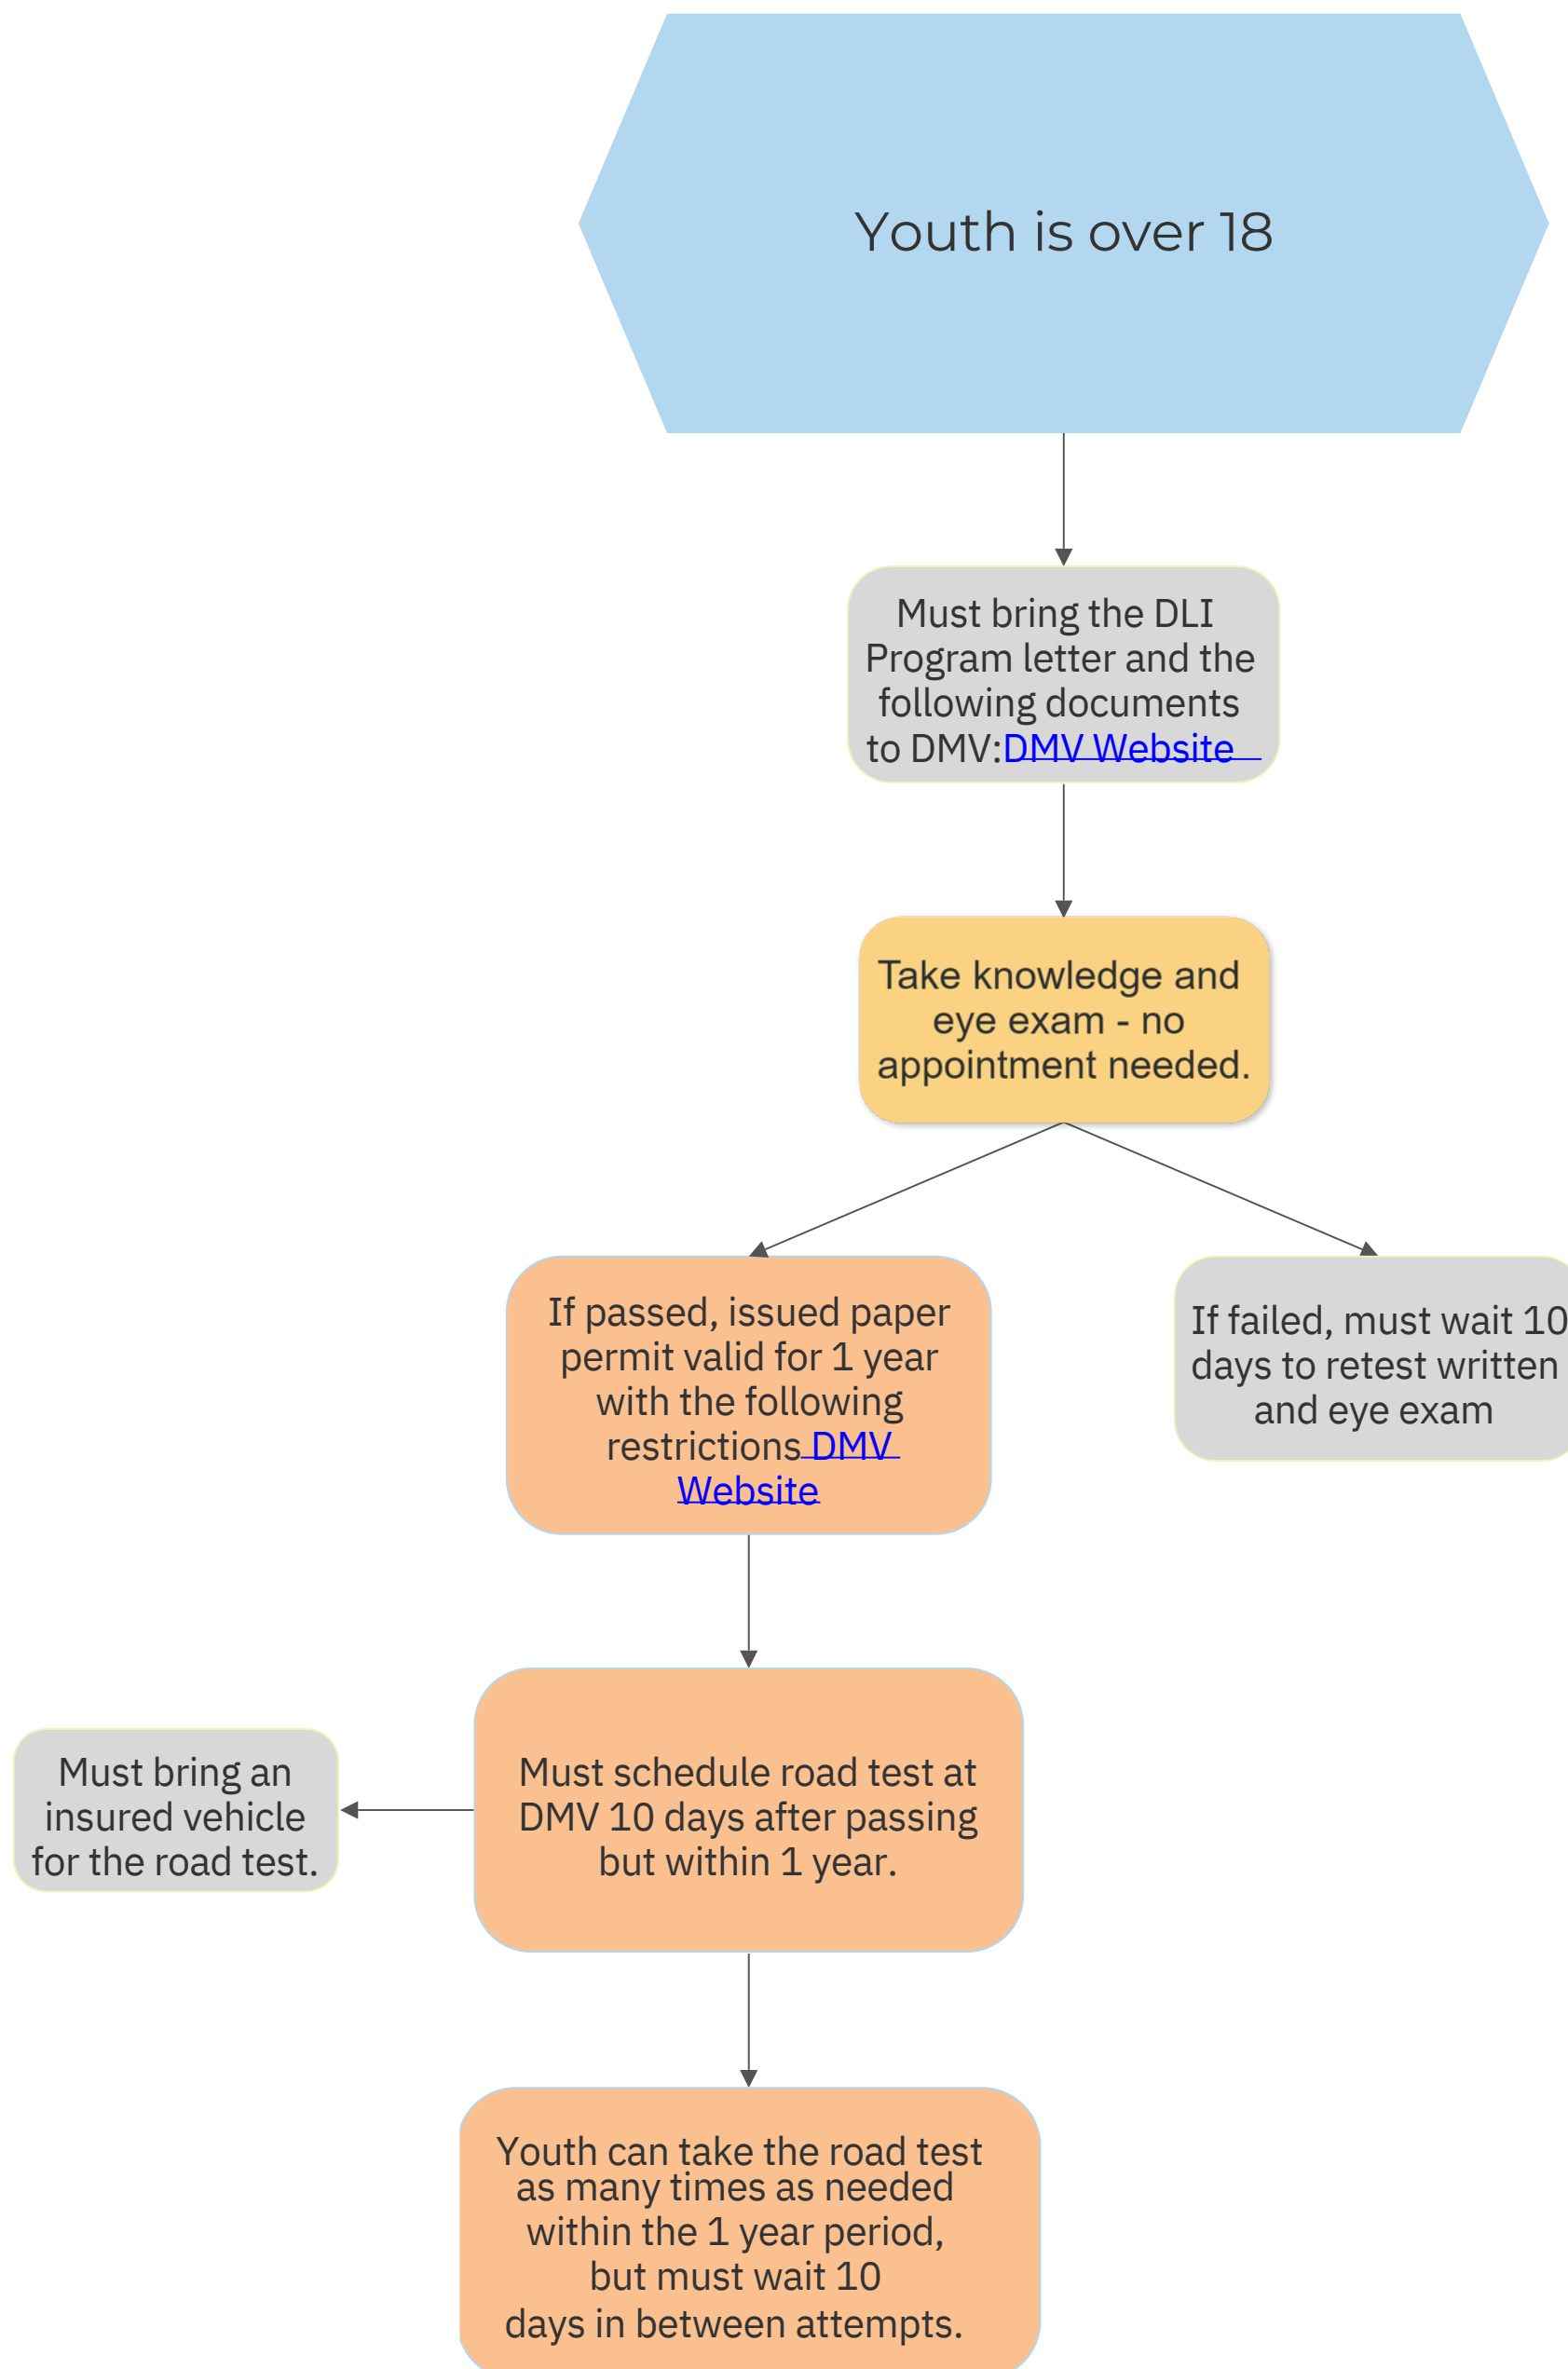 Youth is over 18
Must bring the DLI
Program letter and the
following documents
to DMV:DMV Website
Take knowledge and
eye exam - no
appointment needed.
If passed, issued paper
permit valid for 1 year
with the following
restrictions DMV
Website
If failed, must wait 10
days to retest written
and eye exam
Must schedule road test at
DMV 10 days after passing
but within 1 year.
Must bring an
insured vehicle
for the road test.
Youth can take the road test
as many times as needed
within the 1 year period,
but must wait 10
days in between attempts.